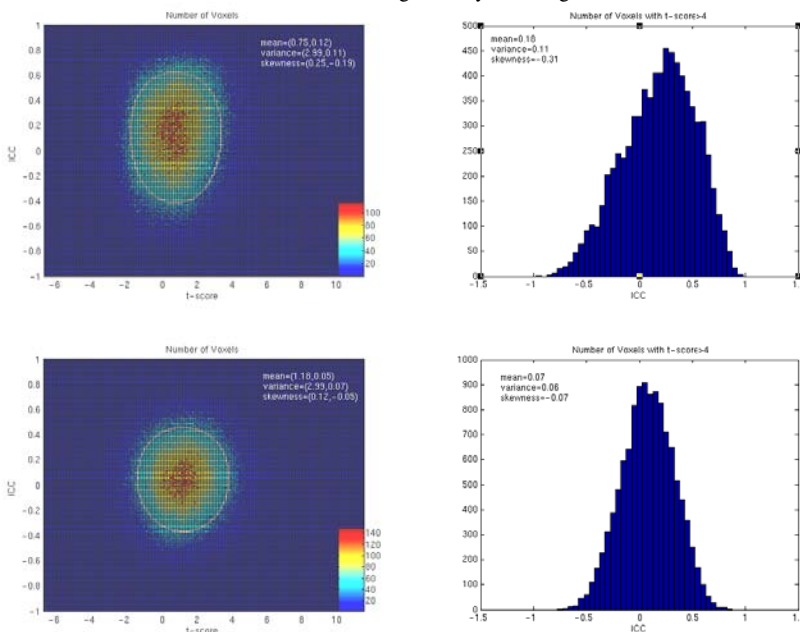 Number of Voxels
mean=(0.75,0.12)
variance=(2.99,0.11)
skewness=(0.25,-0.19)
1
0.8
0.6
0.4
0.2
0
-0.2
-0.4
-0.6
-0.8
-1
ICC
100
80
60
40
20
-6 -4 -2 0 2 4 6 8 10
t-score
Number of Voxels with t-score>4
mean=0.18
variance=0.11
skewness=-0.31
500
450
400
350
300
250
200
150
100
50
0
-1.5 -1 -0.5 0 0.5 1 1.
ICC
Number of Voxels
mean=(1.18,0.05)
variance=(2.99,0.07)
skewness=(0.12,-0.05)
1
0.8
0.6
0.4
0.2
0
-0.2
-0.4
-0.6
-0.8
-1
ICC
140
120
100
80
60
40
20
-6 -4 -2 0 2 4 6 8 10
t-score
Number of Voxels with t-score>4
mean=0.07
variance=0.06
skewness=-0.07
1000
900
800
700
600
500
400
300
200
100
0
-1.5 -1 -0.5 0 0.5 1 1.
ICC